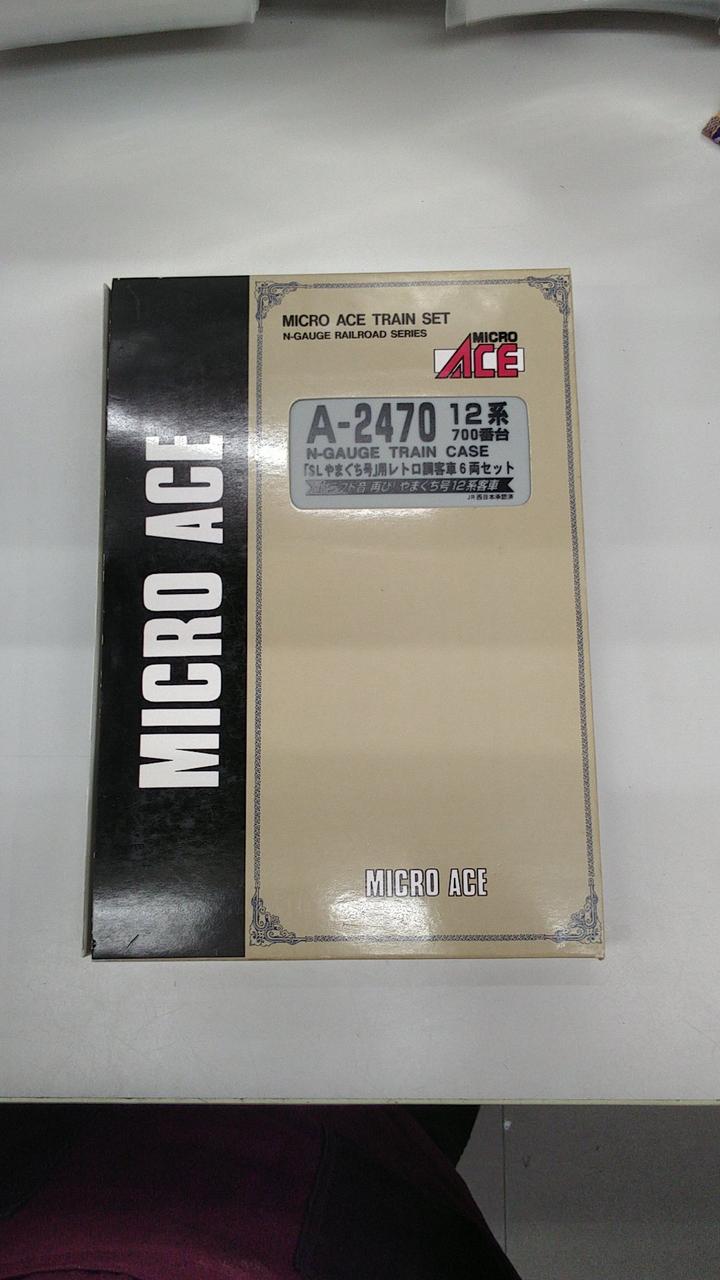 MICRO ACE
MICRO ACE TRAIN SET
N-GAUGE RAILROAD SERIES
MICRO
ACE
A-2470 12系
700番台
N-GAUGE TRAIN CASE
「SLやまぐち号」用レトロ調客車6両セット
再び!やまぐち号12系客車
JR西日本承認済
MICRO ACE